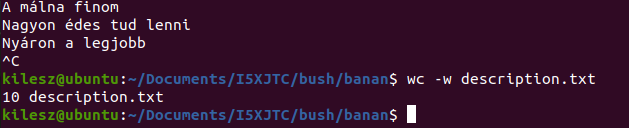 A málna finom
Nagyon édes tud lenni
Nyáron a legjobb
^C
kilesz@ubuntu:~/Documents/I5XJTC/bush/banan$ wc -w description.txt
10 description.txt
kilesz@ubuntu:~/Documents/I5XJTC/bush/banan$